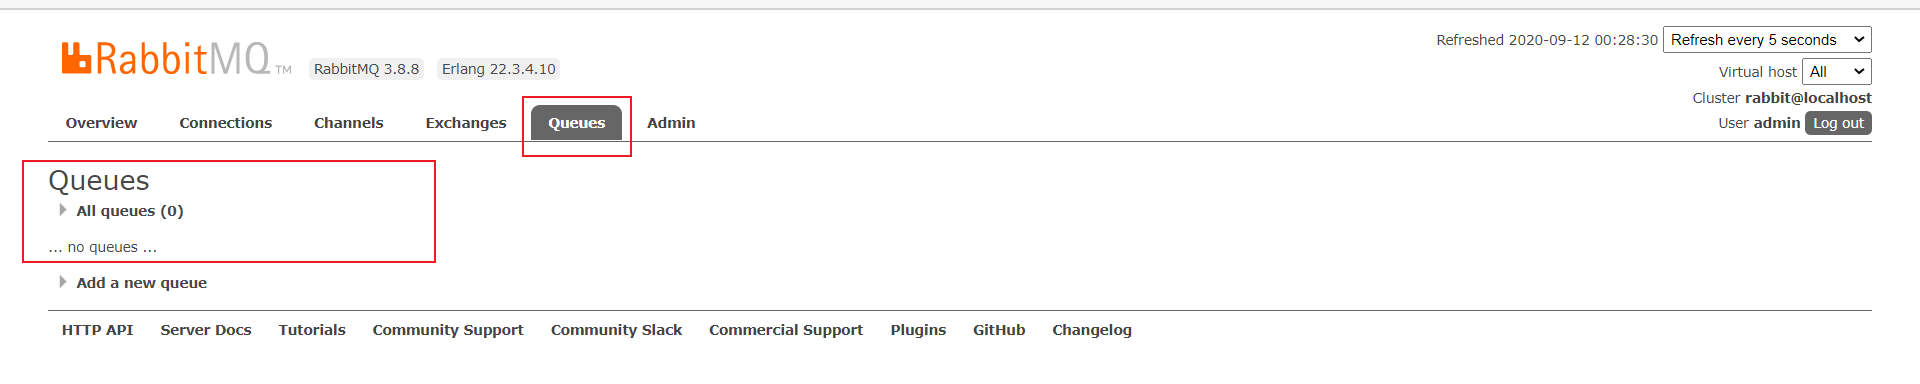 Refreshed 2020-09-12 00:28:30 Refresh every 5 seconds
RabbitMQ TM RabbitMQ 3.8.8 Erlang 22.3.4.10
Virtual host All
Cluster rabbit@localhost
User admin Log out
Overview Connections Channels Exchanges Queues Admin
Queues
All queues (0)
... no queues ...
Add a new queue
HTTP API Server Docs Tutorials Community Support Community Slack Commercial Support Plugins GitHub Changelog